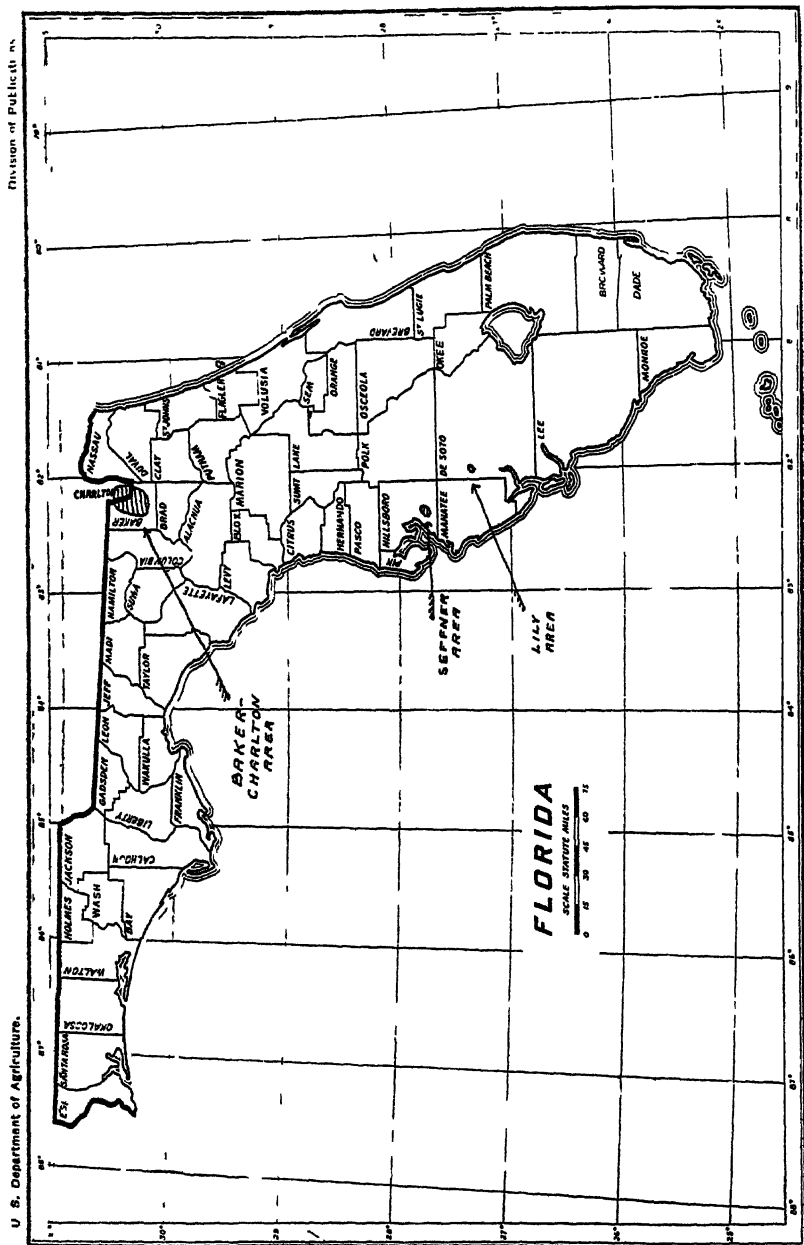 U. S. Department of Agriculture.
Division of Publications
ESC
SANTA ROSA
OKALOOSA
WALTON
HOLMES
WASH
BAY
JACKSON
CALHOUN
GADSDEN
LIBERTY
FRANKLIN
LEON
WAKULLA
JEFF
MADI
TAYLOR
HAMILTON
SUWA
LAFAYETTE
COLUMBIA
BAKER
CHARLTON
NASSAU
DUVAL
BRAD
CLAY
ST JOHNS
ALACHUA
PUTNAM
FLAGLER
LEVY
MARION
VOLUSIA
CITRUS
SUMT
LAKE
SEM
ORANGE
HERNANDO
PASCO
HILLSBORO
PIN
POLK
OSCEOLA
BREVARD
MANATEE
DE SOTO
OKEE
ST LUCIE
PALM BEACH
LEE
BROWARD
DADE
MONROE
BAKER-
CHARLTON
AREA
SEFFNER
AREA
LILY
AREA
FLORIDA
SCALE STATUTE MILES
0 15 30 45 60 75